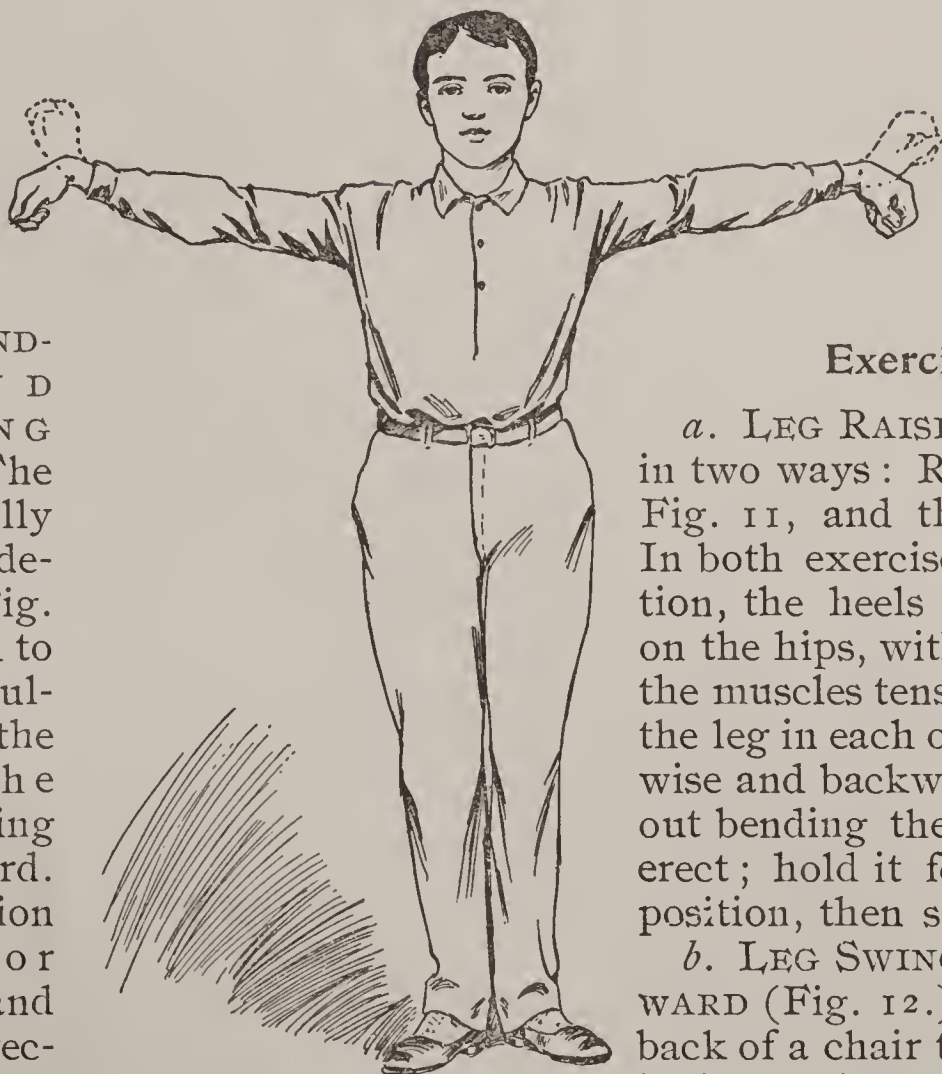 ND-
D
NG
The
lly
de-
Fig.
to
ul-
the
he
ing
rd.
ion
or
and
ec-
Exerci
a. LEG RAISI
in two ways: R
Fig. 11, and th
In both exercise
tion, the heels
on the hips, with
the muscles tens
the leg in each o
wise and backw
out bending the
erect; hold it fo
position, then s
b. LEG SWING
WARD (Fig. 12.)
back of a chair t